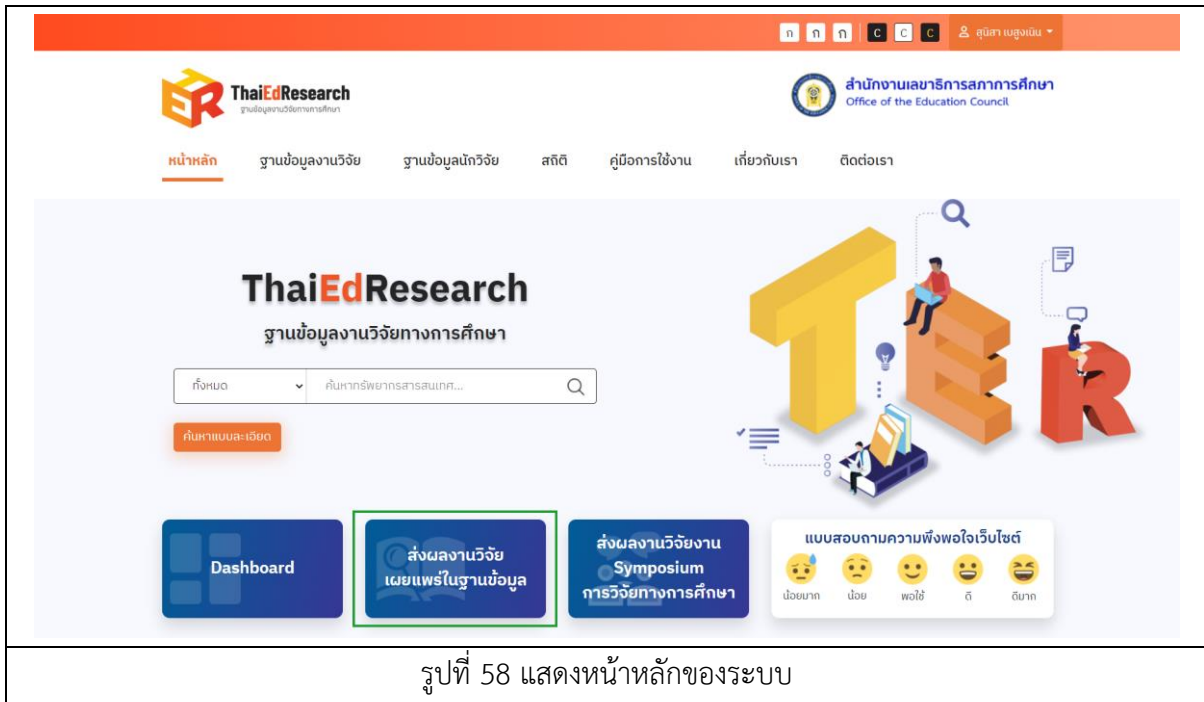 ก ก ก C C C สุนิสา เบสูงเนิน
ThaiEdResearch
ฐานข้อมูลงานวิจัยทางการศึกษา
สำนักงานเลขาธิการสภาการศึกษา
Office of the Education Council
หน้าหลัก ฐานข้อมูลงานวิจัย ฐานข้อมูลนักวิจัย สถิติ คู่มือการใช้งาน เกี่ยวกับเรา ติดต่อเรา
ThaiEdResearch
ฐานข้อมูลงานวิจัยทางการศึกษา
ทั้งหมด ค้นหาทรัพยากรสารสนเทศ...
ค้นหาแบบละเอียด
TER
Dashboard
ส่งผลงานวิจัย
เผยแพร่ในฐานข้อมูล
ส่งผลงานวิจัยงาน
Symposium
การวิจัยทางการศึกษา
แบบสอบถามความพึงพอใจเว็บไซต์
น้อยมาก น้อย พอใช้ ดี ดีมาก
รูปที่ 58 แสดงหน้าหลักของระบบ